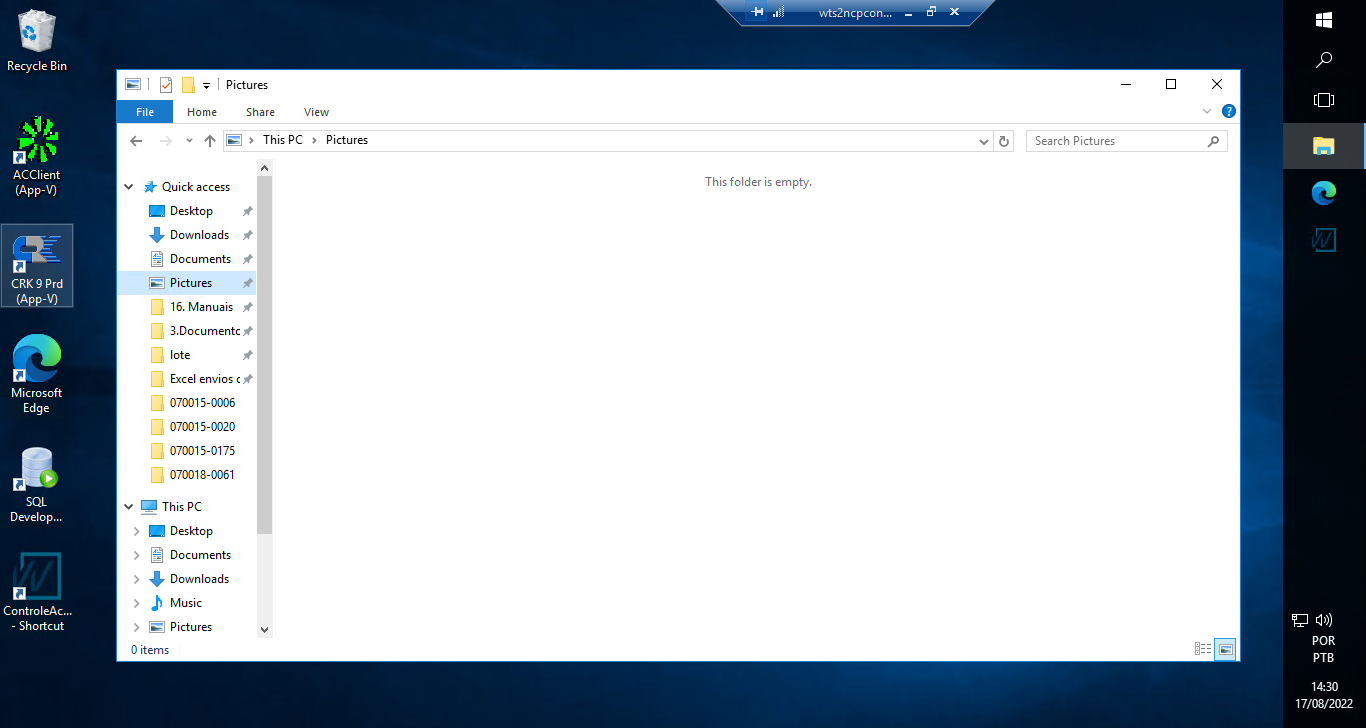 wts2ncpcon...
Recycle Bin
ACClient
(App-V)
CRK 9 Prd
(App-V)
Microsoft
Edge
SQL
Develop...
ControleAc...
- Shortcut
Pictures
File
Home
Share
View
This PC
Pictures
Search Pictures
Quick access
Desktop
Downloads
Documents
Pictures
16. Manuais
3.Documento
lote
Excel envios c
070015-0006
070015-0020
070015-0175
070018-0061
This PC
Desktop
Documents
Downloads
Music
Pictures
This folder is empty.
0 items
POR
PTB
14:30
17/08/2022